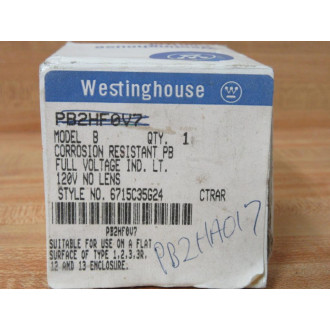 Westinghouse
PB2HF0V7
MODEL B QTY. 1
CORROSION RESISTANT PB
FULL VOLTAGE IND. LT.
120V NO LENS
STYLE NO. 6715C35G24 CTRAR
PB2HF0V7
SUITABLE FOR USE ON A FLAT
SURFACE OF TYPE 1,2,3,3R,
12 AND 13 ENCLOSURE.